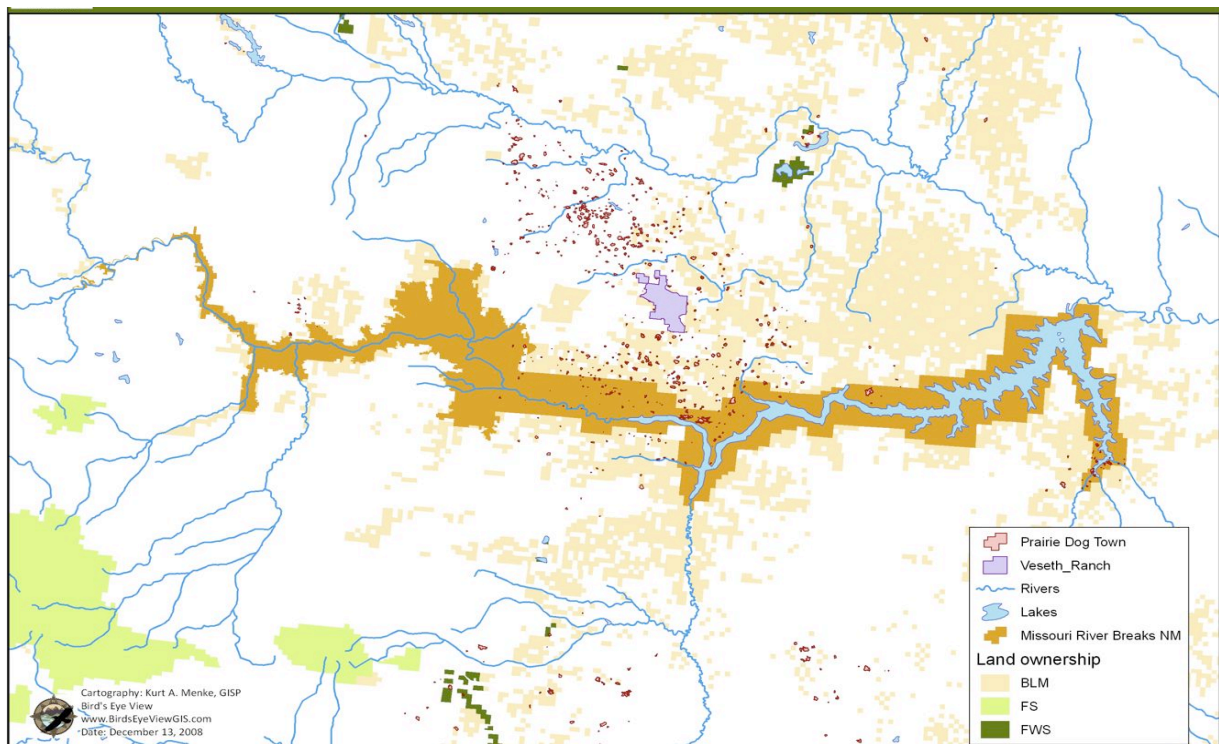 Prairie Dog Town
Veseth_Ranch
Rivers
Lakes
Missouri River Breaks NM
Land ownership
BLM
FS
FWS
Cartography: Kurt A. Menke, GISP
Bird's Eye View
www.BirdsEyeViewGIS.com
Date: December 13, 2008